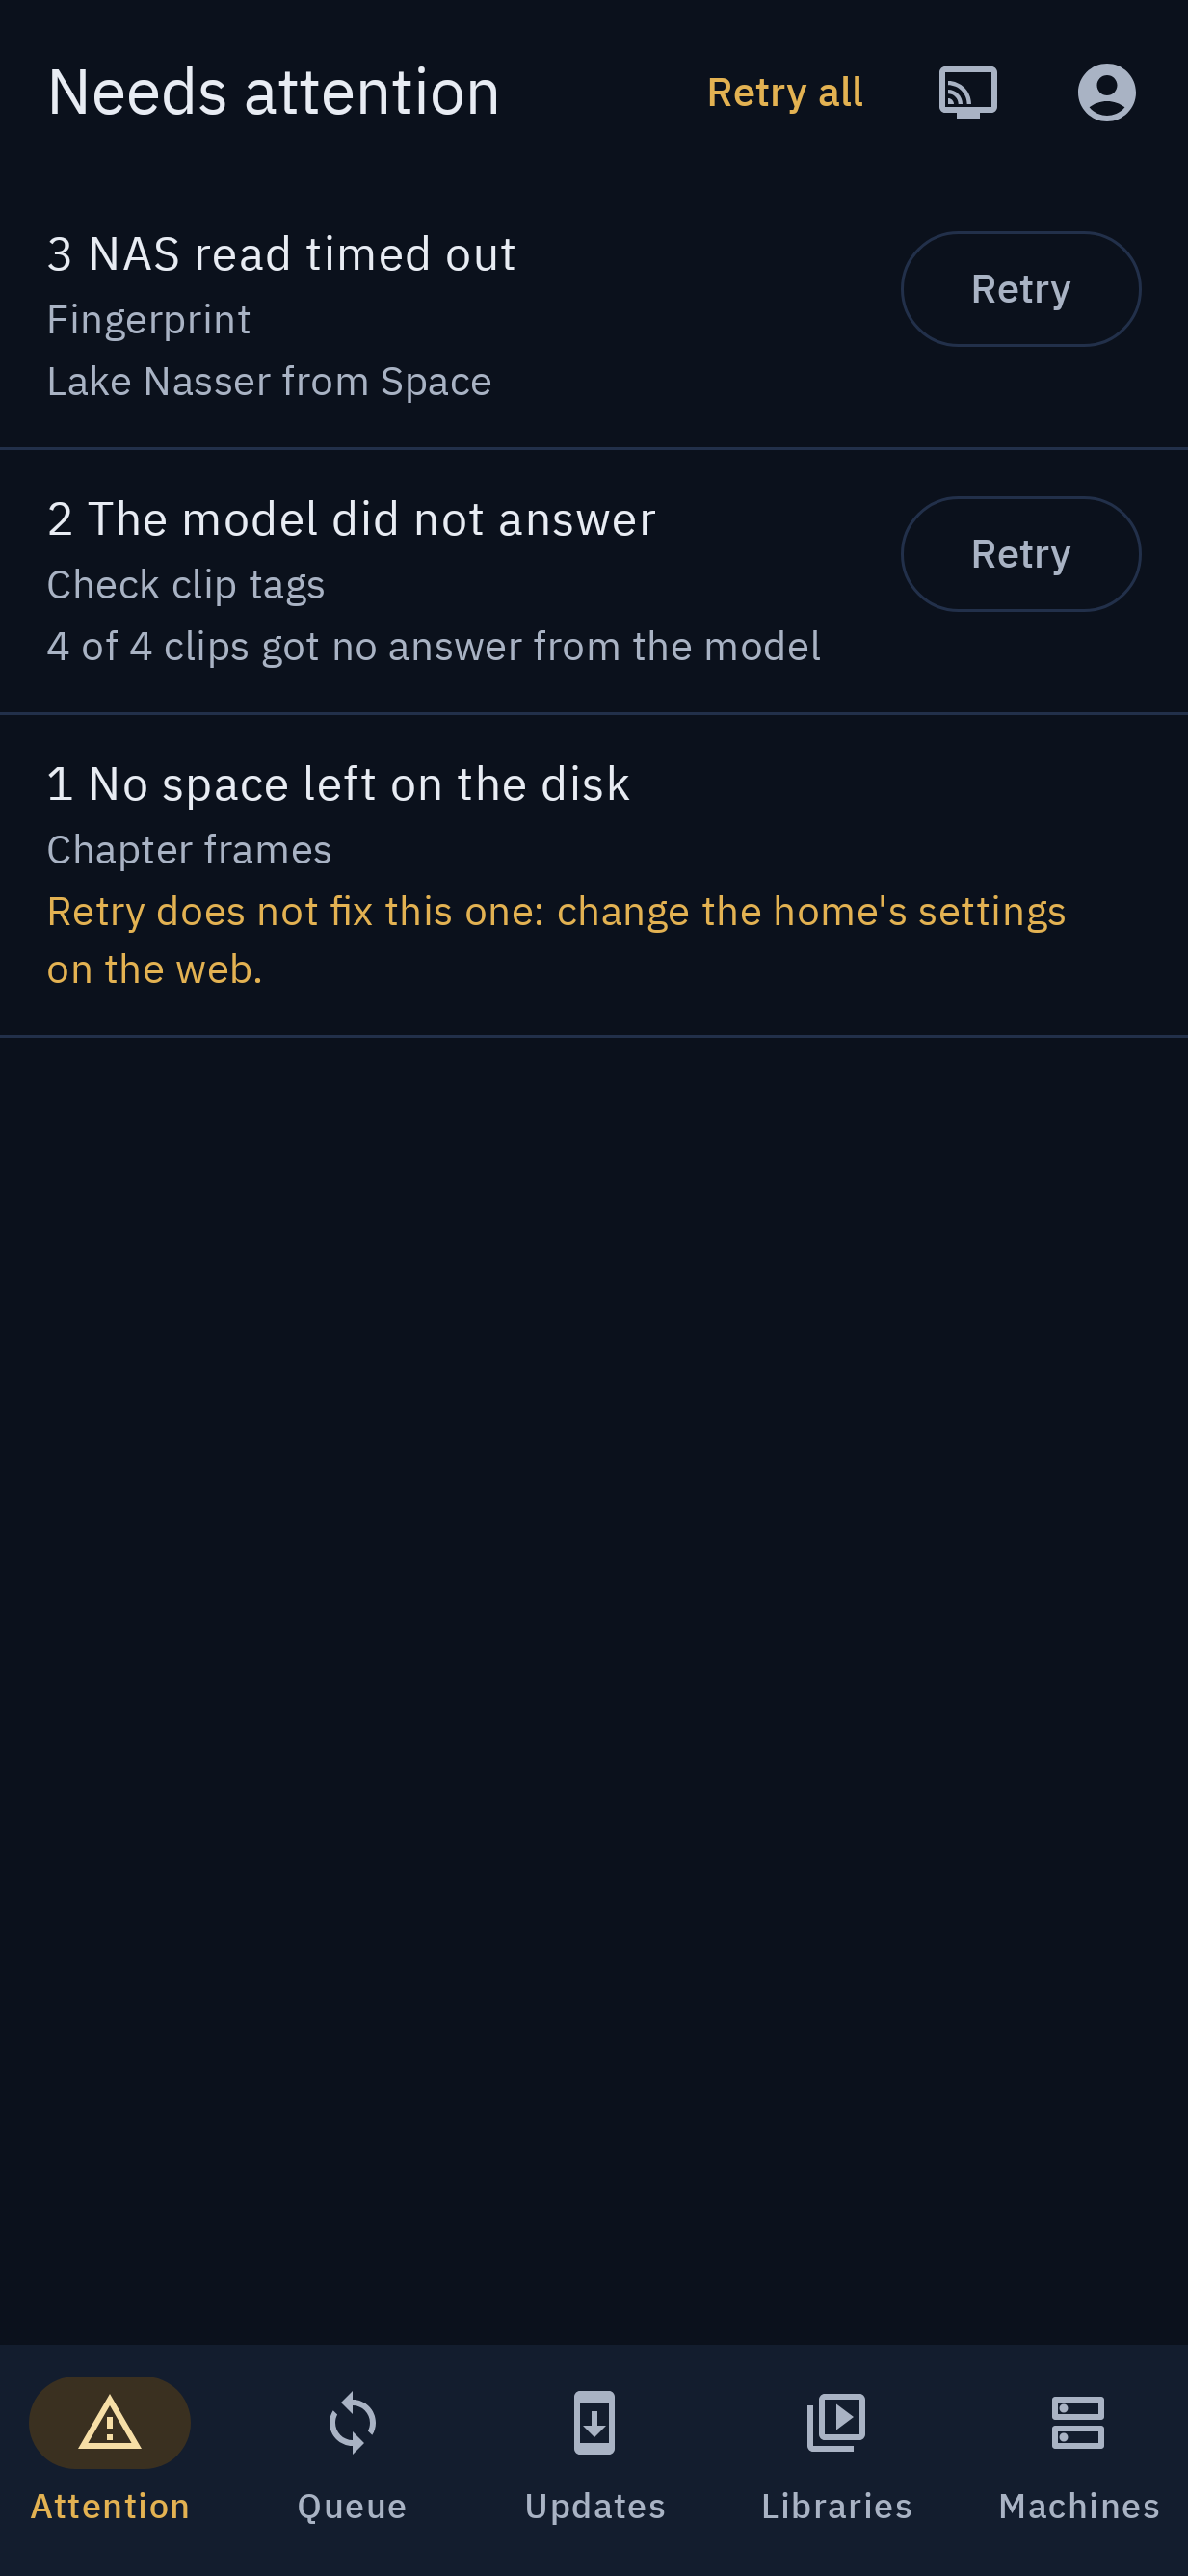 Needs attention
Retry all
3 NAS read timed out
Retry
Fingerprint
Lake Nasser from Space
2 The model did not answer
Retry
Check clip tags
4 of 4 clips got no answer from the model
1 No space left on the disk
Chapter frames
Retry does not fix this one: change the home's settings
on the web.
Attention
Queue
Updates
Libraries
Machines